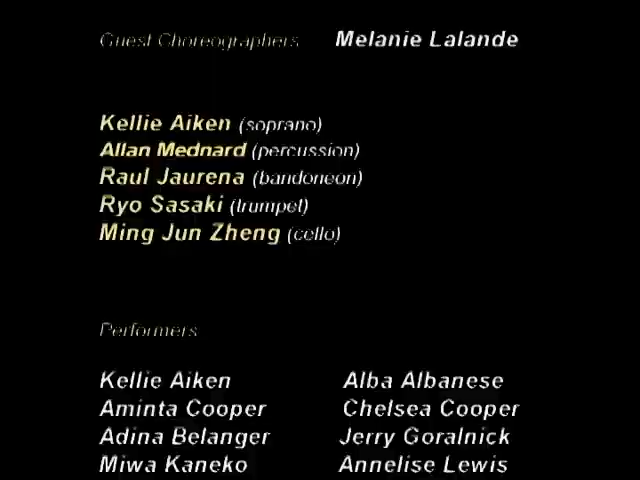 Guest Choreographers Melanie Lalande
Kellie Aiken (soprano)
Allan Mednard (percussion)
Raul Jaurena (bandoneon)
Ryo Sasaki (trumpet)
Ming Jun Zheng (cello)
Performers
Kellie Aiken Alba Albanese
Aminta Cooper Chelsea Cooper
Adina Belanger Jerry Goralnick
Miwa Kaneko Annelise Lewis